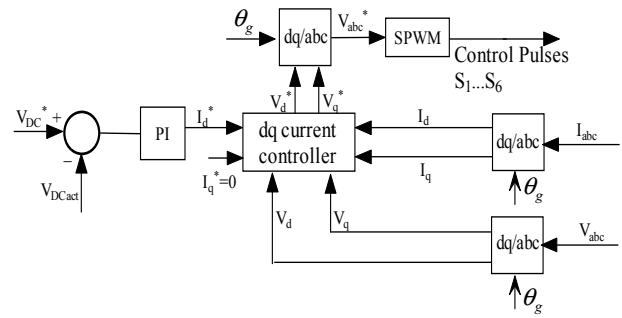 θg
dq/abc
Vabc*
SPWM
Control Pulses
S1...S6
Vd*
Vq*
VDC* +
−
VDCact
PI
Id*
Iq*=0
dq current
controller
Id
Iq
dq/abc
Iabc
θg
Vd
Vq
dq/abc
Vabc
θg